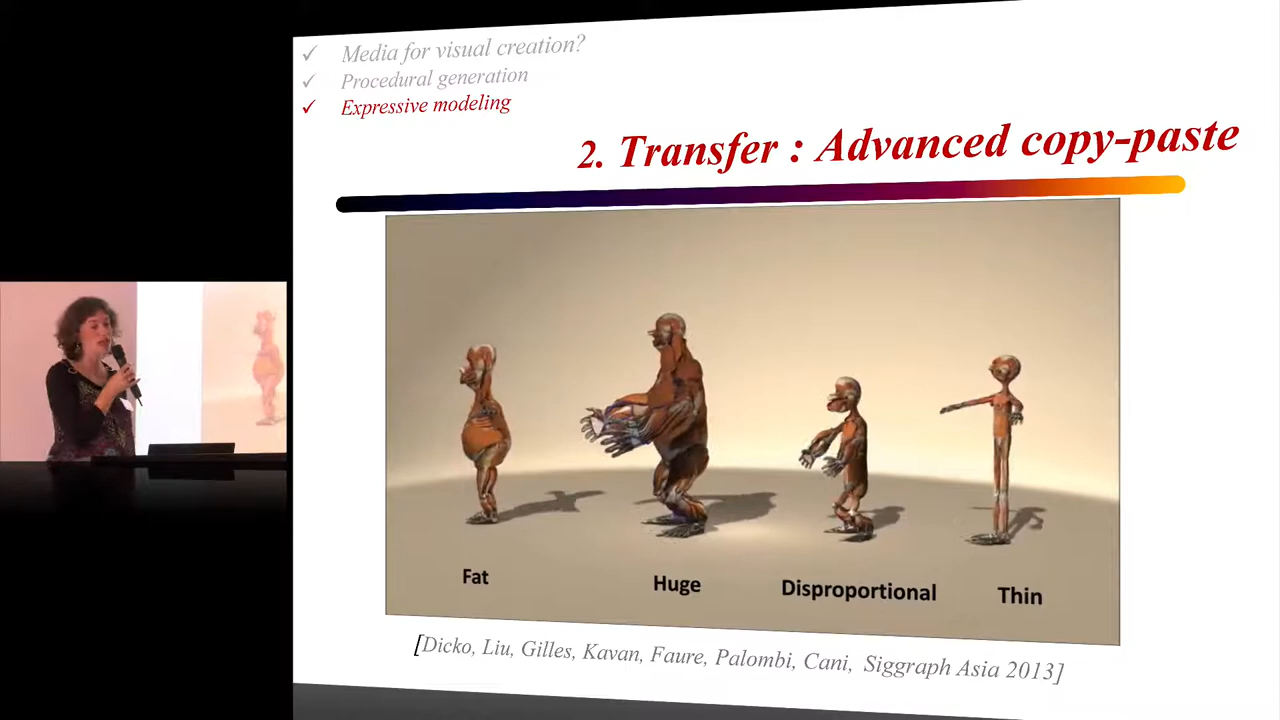 ✓ Media for visual creation?
✓ Procedural generation
✓ Expressive modeling
2. Transfer : Advanced copy-paste
Fat Huge Disproportional Thin
[Dicko, Liu, Gilles, Kavan, Faure, Palombi, Cani, Siggraph Asia 2013]